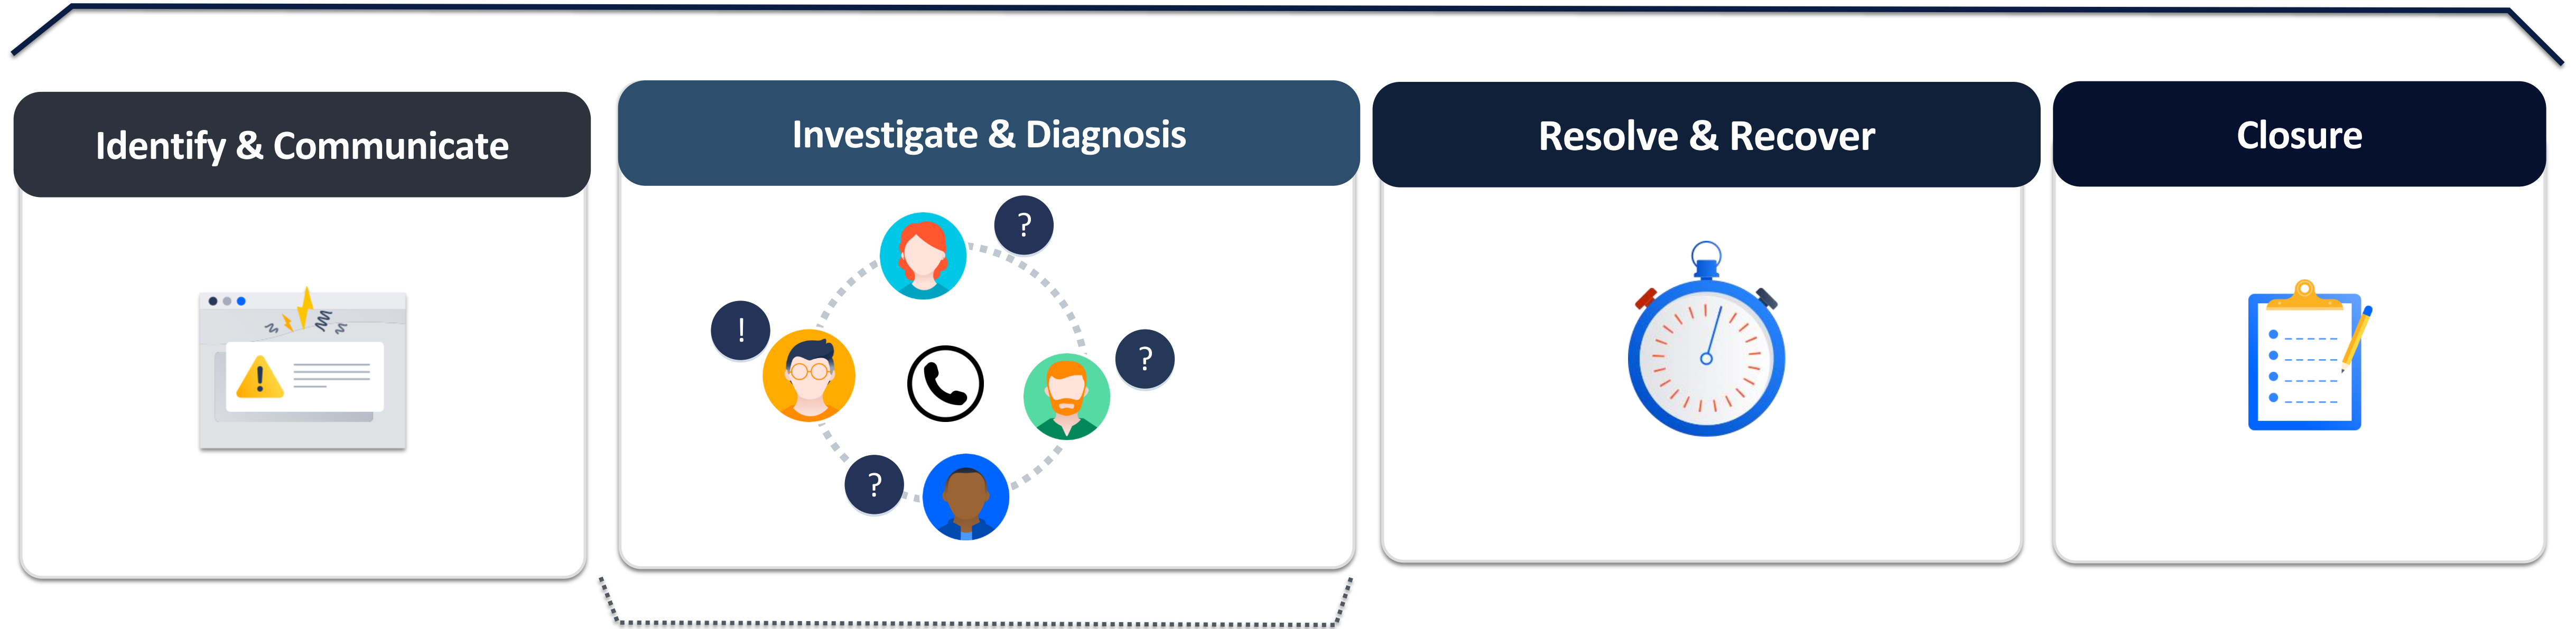 Identify & Communicate
Investigate & Diagnosis
Resolve & Recover
Closure
?
!
?
?